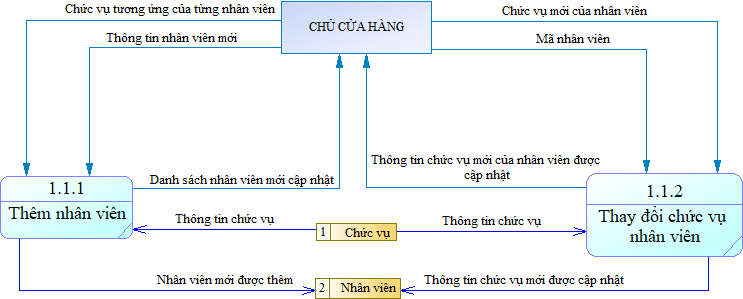 Chức vụ tương ứng của từng nhân viên
CHỦ CỬA HÀNG
Chức vụ mới của nhân viên
Thông tin nhân viên mới
Mã nhân viên
Danh sách nhân viên mới cập nhật
Thông tin chức vụ mới của nhân viên được
cập nhật
1.1.1
Thêm nhân viên
1.1.2
Thay đổi chức vụ
nhân viên
Thông tin chức vụ
1 Chức vụ
Thông tin chức vụ
Nhân viên mới được thêm
2 Nhân viên
Thông tin chức vụ mới được cập nhật